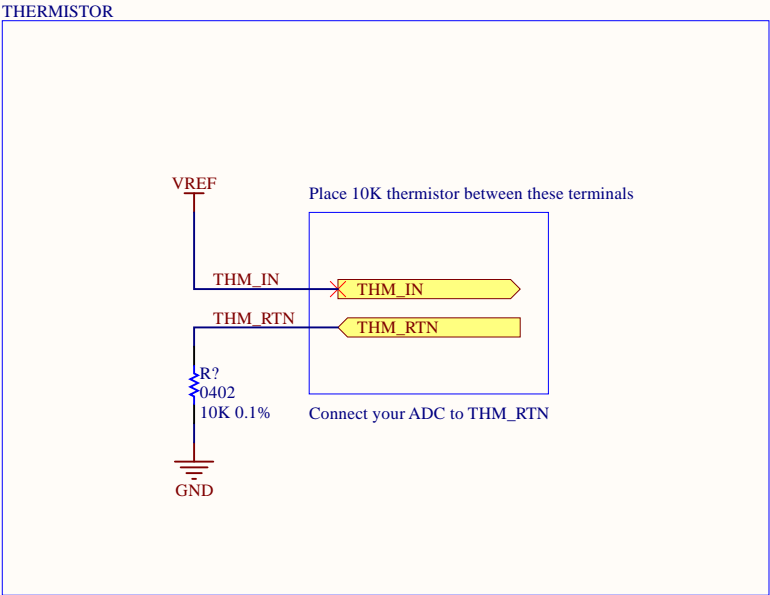 THERMISTOR
VREF
Place 10K thermistor between these terminals
THM_IN
THM_IN
THM_RTN
THM_RTN
R?
0402
10K 0.1%
Connect your ADC to THM_RTN
GND